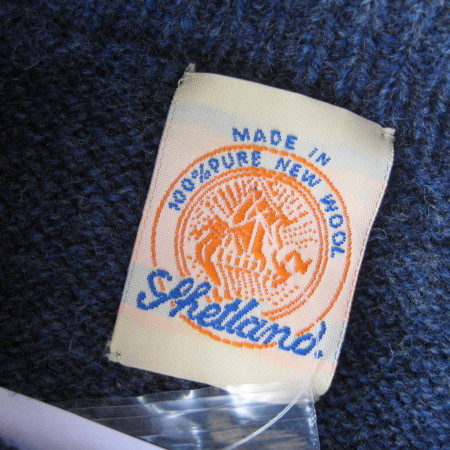 MADE IN
100% PURE NEW WOOL
Shetland